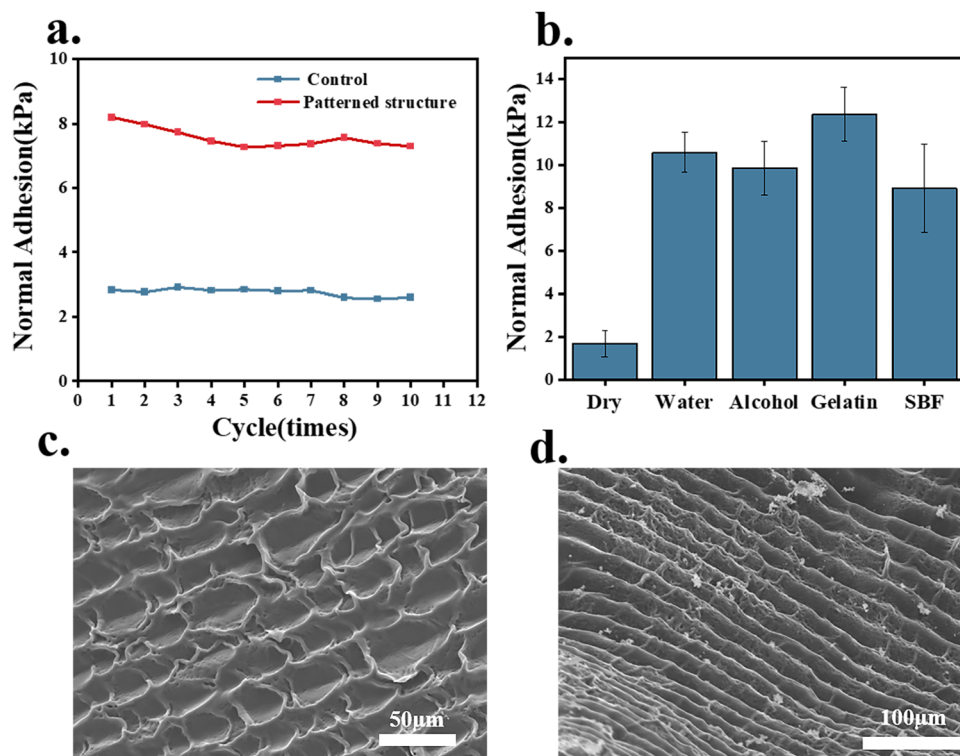 a.
Normal Adhesion(kPa)
10
8
6
4
2
0
Control
Patterned structure
0 1 2 3 4 5 6 7 8 9 10 11 12
Cycle(times)
b.
Normal Adhesion(kPa)
14
12
10
8
6
4
2
0
Dry Water Alcohol Gelatin SBF
c.
50μm
d.
100μm